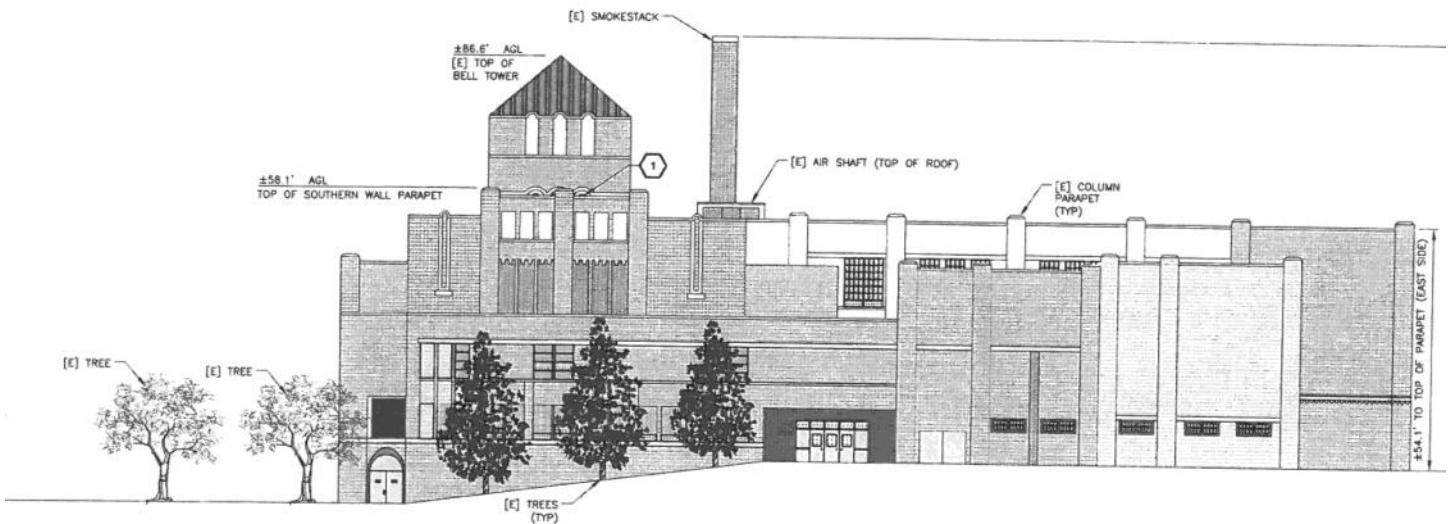 [E] SMOKESTACK
±86.6' AGL
[E] TOP OF
BELL TOWER
1
[E] AIR SHAFT (TOP OF ROOF)
±58.1' AGL
TOP OF SOUTHERN WALL PARAPET
[E] COLUMN
PARAPET
(TYP)
±54.1' TO TOP OF PARAPET (EAST SIDE)
[E] TREE
[E] TREE
[E] TREES
(TYP)